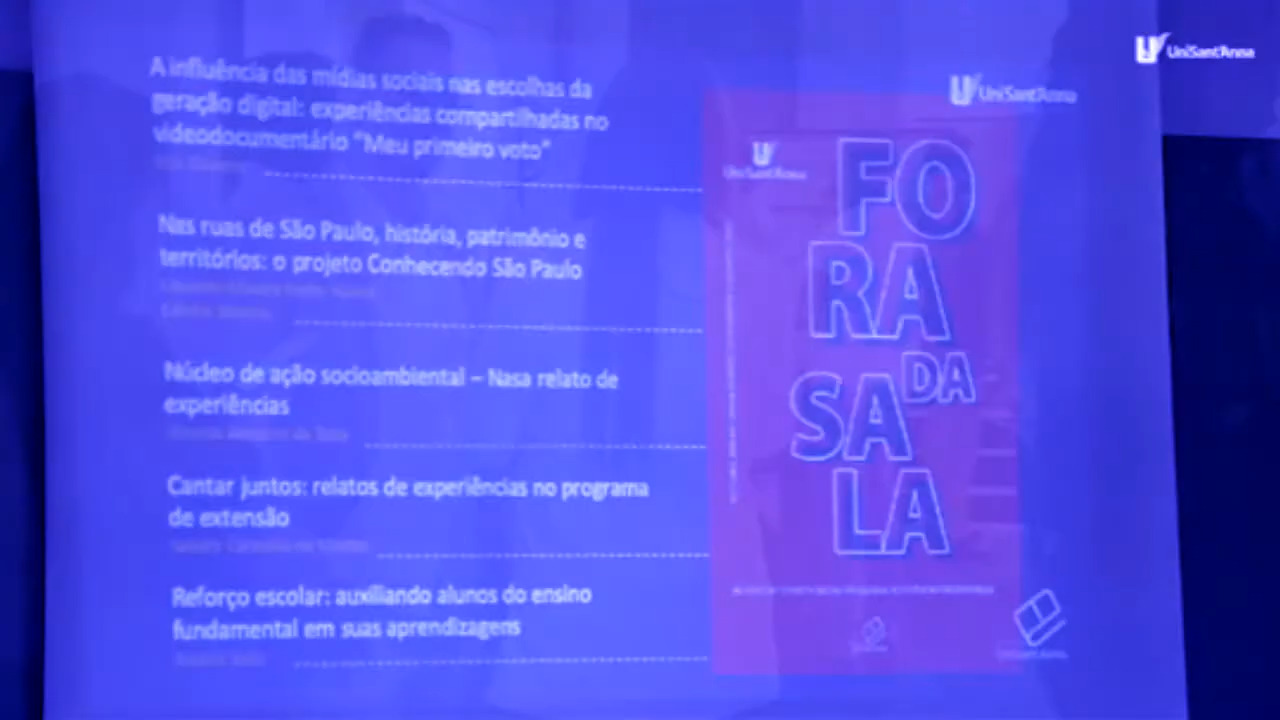 UniSant'Anna
UniSant'Anna
A influência das mídias sociais nas escolhas da
geração digital: experiências compartilhadas no
videodocumentário "Meu primeiro voto"
Nas ruas de São Paulo, história, patrimônio e
territórios: o projeto Conhecendo São Paulo
Núcleo de ação socioambiental – Nasa relato de
experiências
Cantar juntos: relatos de experiências no programa
de extensão
Reforço escolar: auxiliando alunos do ensino
fundamental em suas aprendizagens
UniSant'Anna
FO
RA
DA
SA
LA